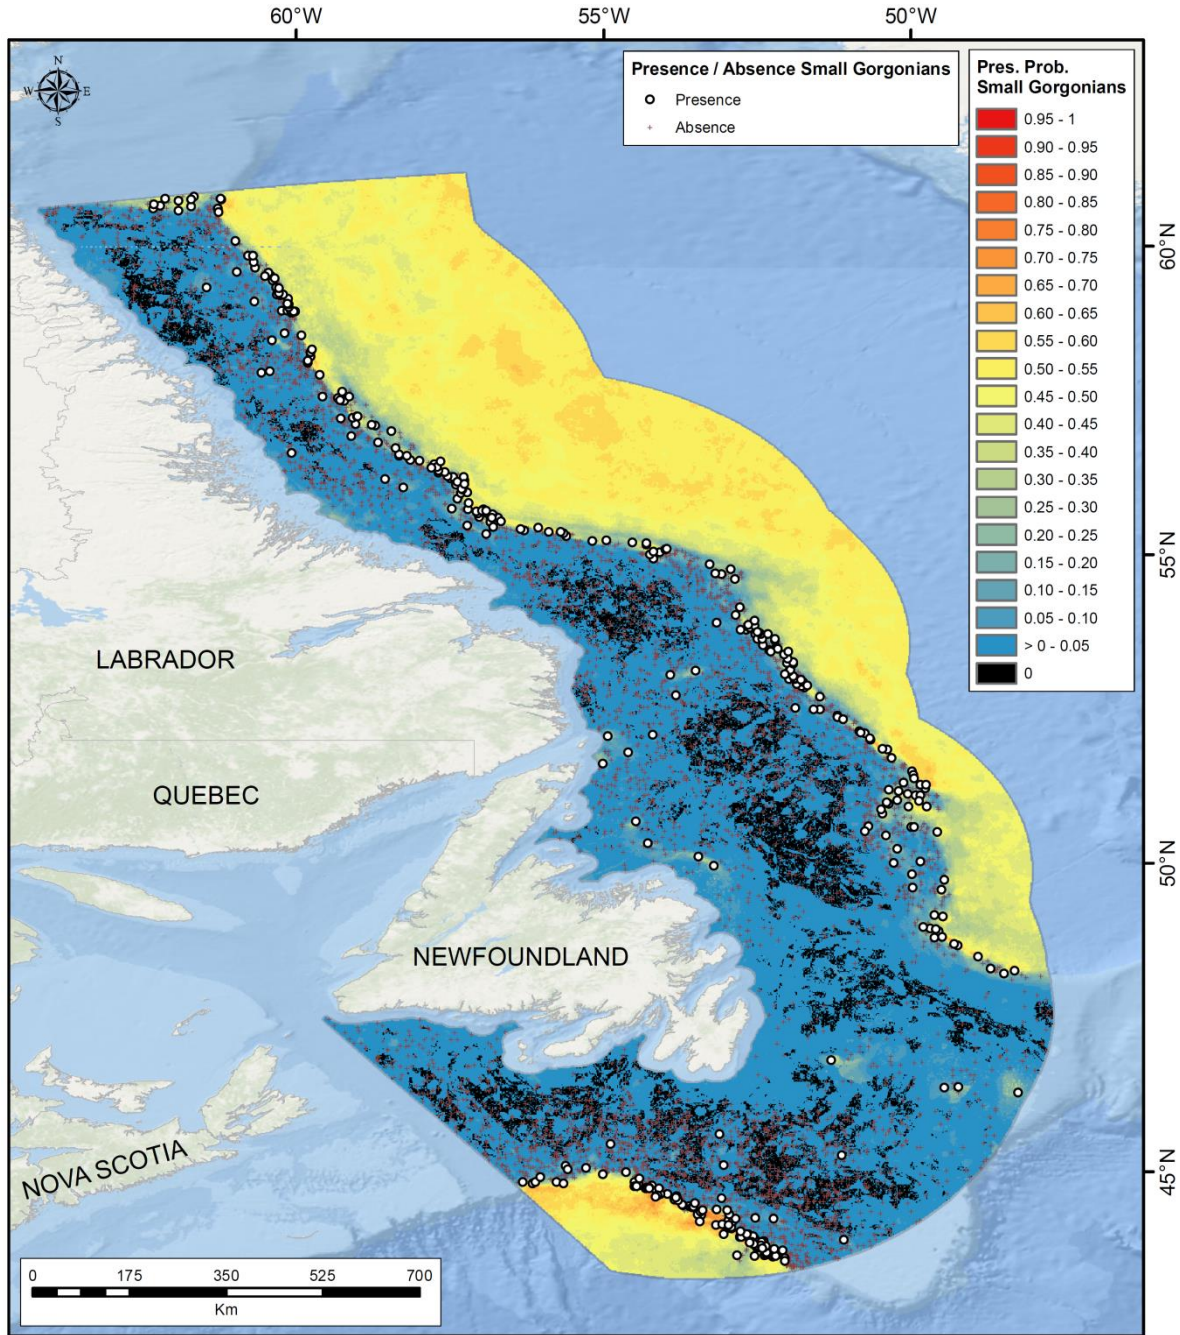 60°W 55°W 50°W
N
W E
S
Presence / Absence Small Gorgonians
Presence
Absence
Pres. Prob.
Small Gorgonians
0.95 - 1
0.90 - 0.95
0.85 - 0.90
0.80 - 0.85
0.75 - 0.80
0.70 - 0.75
0.65 - 0.70
0.60 - 0.65
0.55 - 0.60
0.50 - 0.55
0.45 - 0.50
0.40 - 0.45
0.35 - 0.40
0.30 - 0.35
0.25 - 0.30
0.20 - 0.25
0.15 - 0.20
0.10 - 0.15
0.05 - 0.10
> 0 - 0.05
0
60°N
55°N
50°N
45°N
LABRADOR
QUEBEC
NEWFOUNDLAND
NOVA SCOTIA
0 175 350 525 700
Km